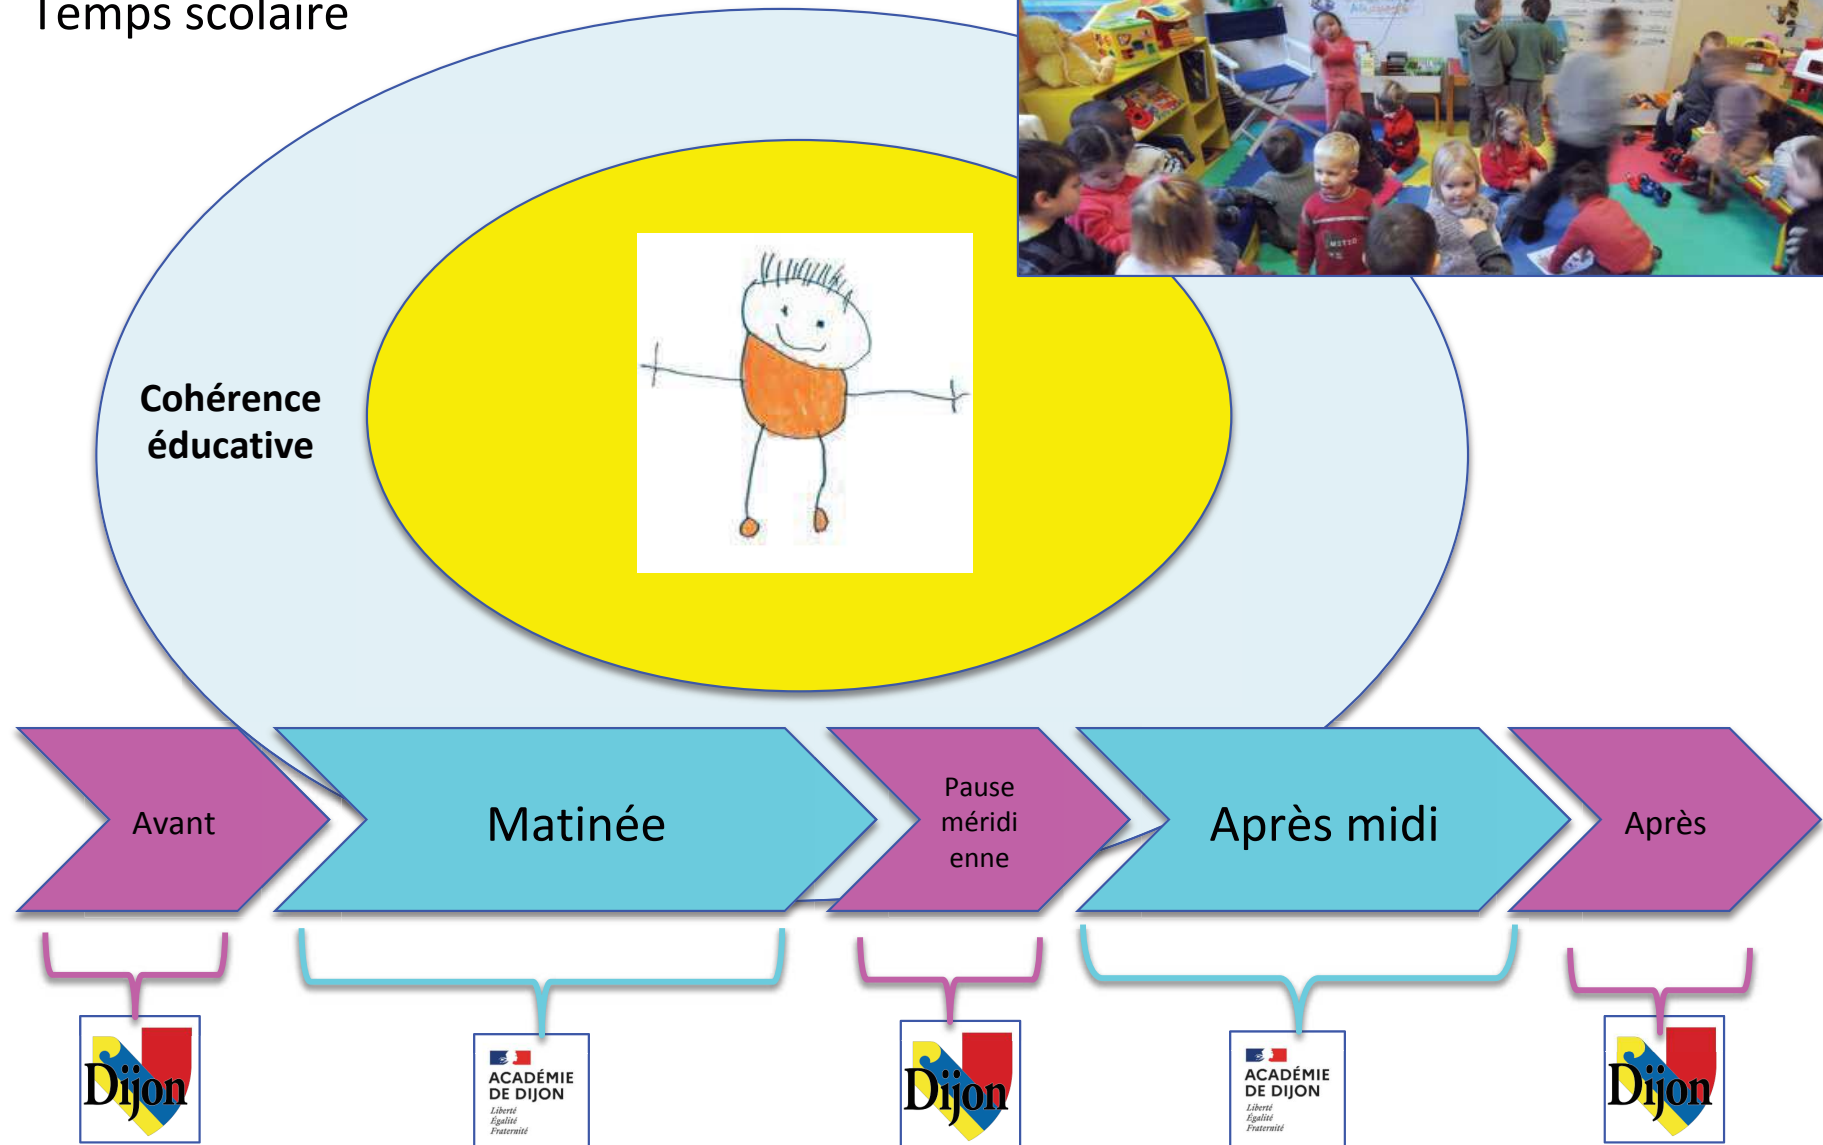 Temps scolaire
Cohérence
éducative
Avant
Matinée
Pause
méridi
enne
Après midi
Après
Dijon
ACADÉMIE
DE DIJON
Liberté
Égalité
Fraternité
Dijon
ACADÉMIE
DE DIJON
Liberté
Égalité
Fraternité
Dijon